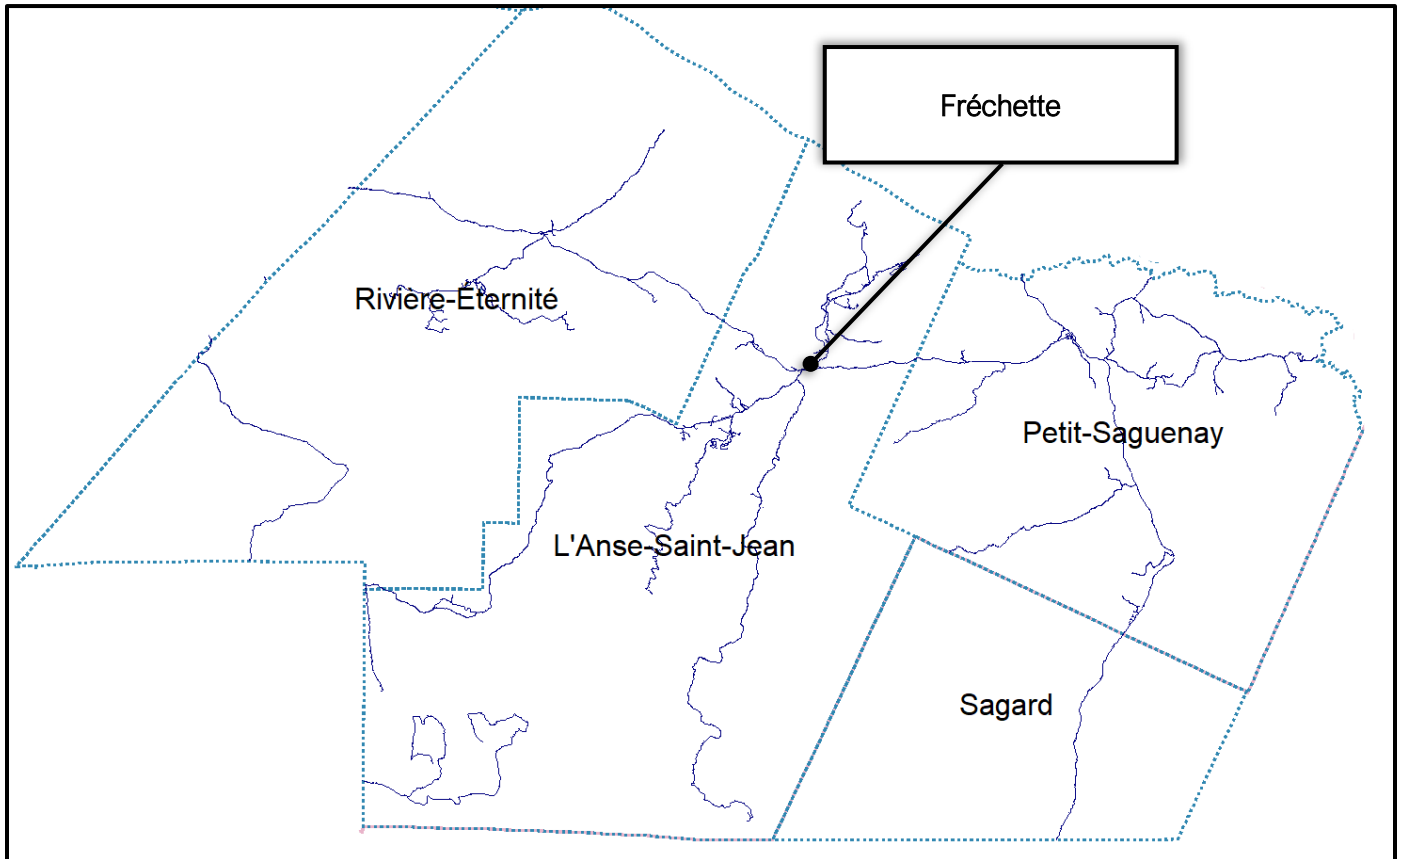 Fréchette
Rivière-Éternité
Petit-Saguenay
L'Anse-Saint-Jean
Sagard